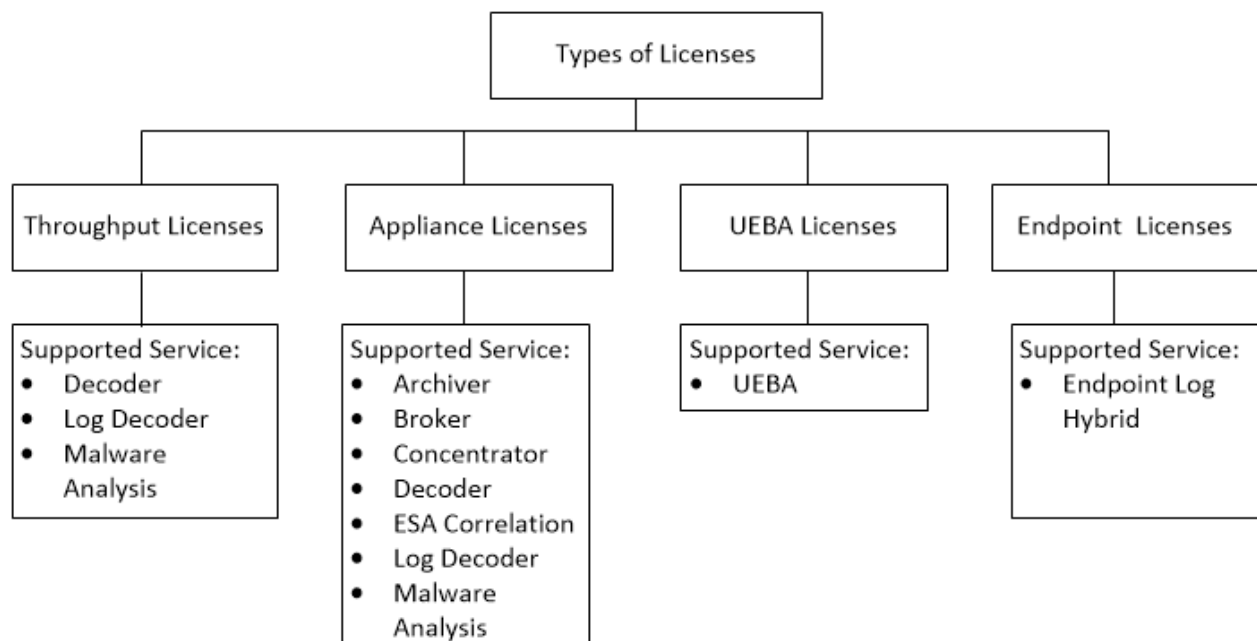 Types of Licenses
Throughput Licenses
Appliance Licenses
UEBA Licenses
Endpoint Licenses
Supported Service:
• Decoder
• Log Decoder
• Malware
Analysis
Supported Service:
• Archiver
• Broker
• Concentrator
• Decoder
• ESA Correlation
• Log Decoder
• Malware
Analysis
Supported Service:
• UEBA
Supported Service:
• Endpoint Log
Hybrid